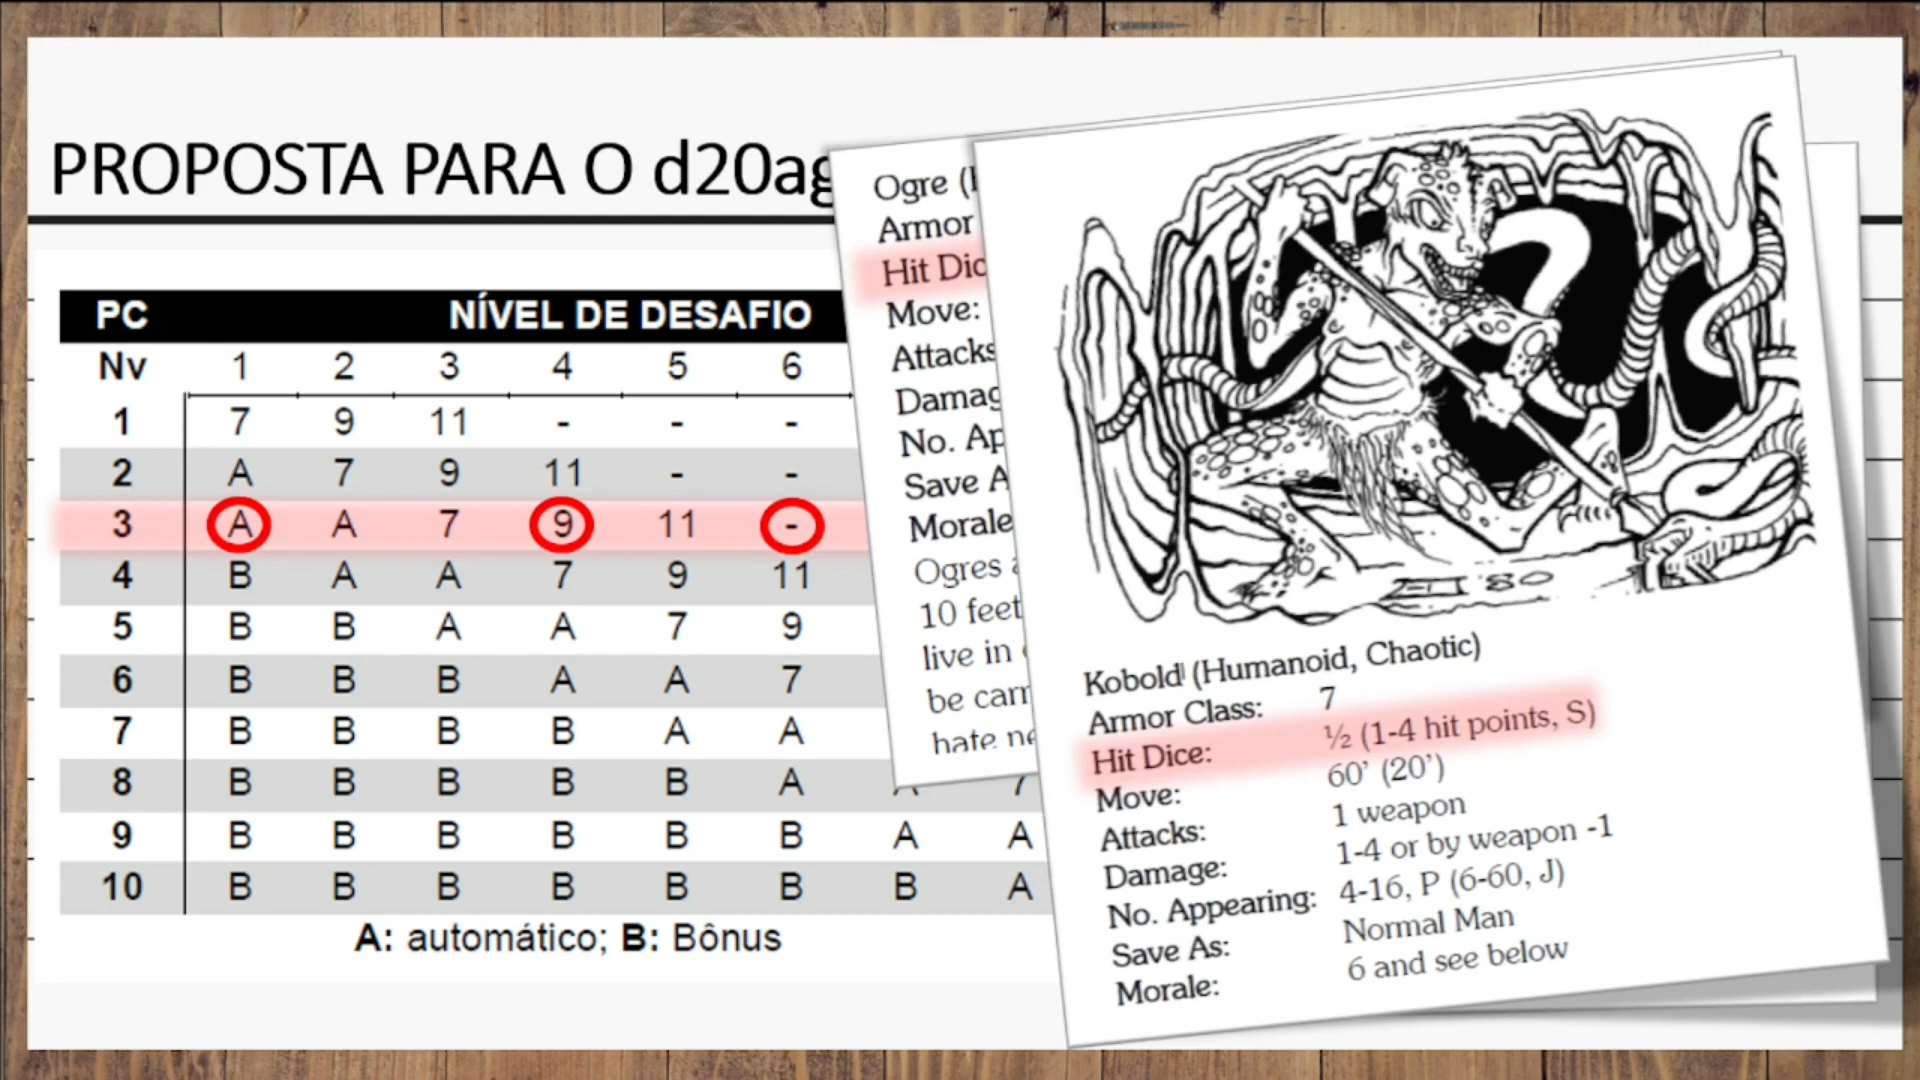 PROPOSTA PARA O d20ag
PC NÍVEL DE DESAFIO
Nv 1 2 3 4 5 6
1 7 9 11 - - -
2 A 7 9 11 - -
3 A A 7 9 11 -
4 B A A 7 9 11
5 B B A A 7 9
6 B B B A A 7
7 B B B B A A
8 B B B B B A A 7
9 B B B B B B A A
10 B B B B B B B A
A: automático; B: Bônus
Ogre (
Armor
Hit Dic
Move:
Attacks
Damag
No. Ap
Save A
Morale
Ogres
10 feet
live in
be carr
hate ne
Kobold (Humanoid, Chaotic)
Armor Class: 7
Hit Dice: ½ (1-4 hit points, S)
Move: 60' (20')
Attacks: 1 weapon
Damage: 1-4 or by weapon -1
No. Appearing: 4-16, P (6-60, J)
Save As: Normal Man
Morale: 6 and see below